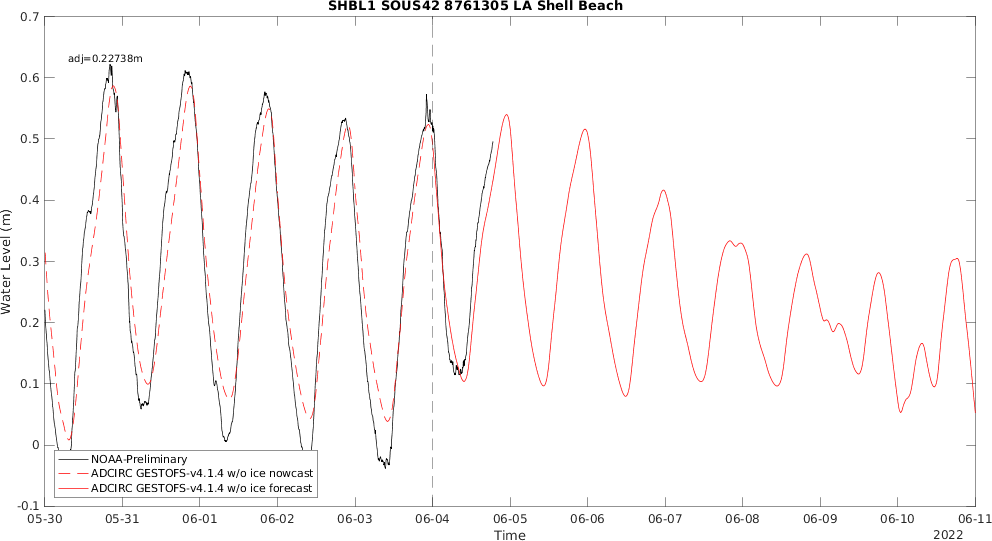 SHBL1 SOUS42 8761305 LA Shell Beach
0.7
adj=0.22738m
0.6
0.5
0.4
0.3
0.2
0.1
0
-0.1
Water Level (m)
NOAA-Preliminary
ADCIRC GESTOFS-v4.1.4 w/o ice nowcast
ADCIRC GESTOFS-v4.1.4 w/o ice forecast
05-30 05-31 06-01 06-02 06-03 06-04 06-05 06-06 06-07 06-08 06-09 06-10 06-11
Time
2022